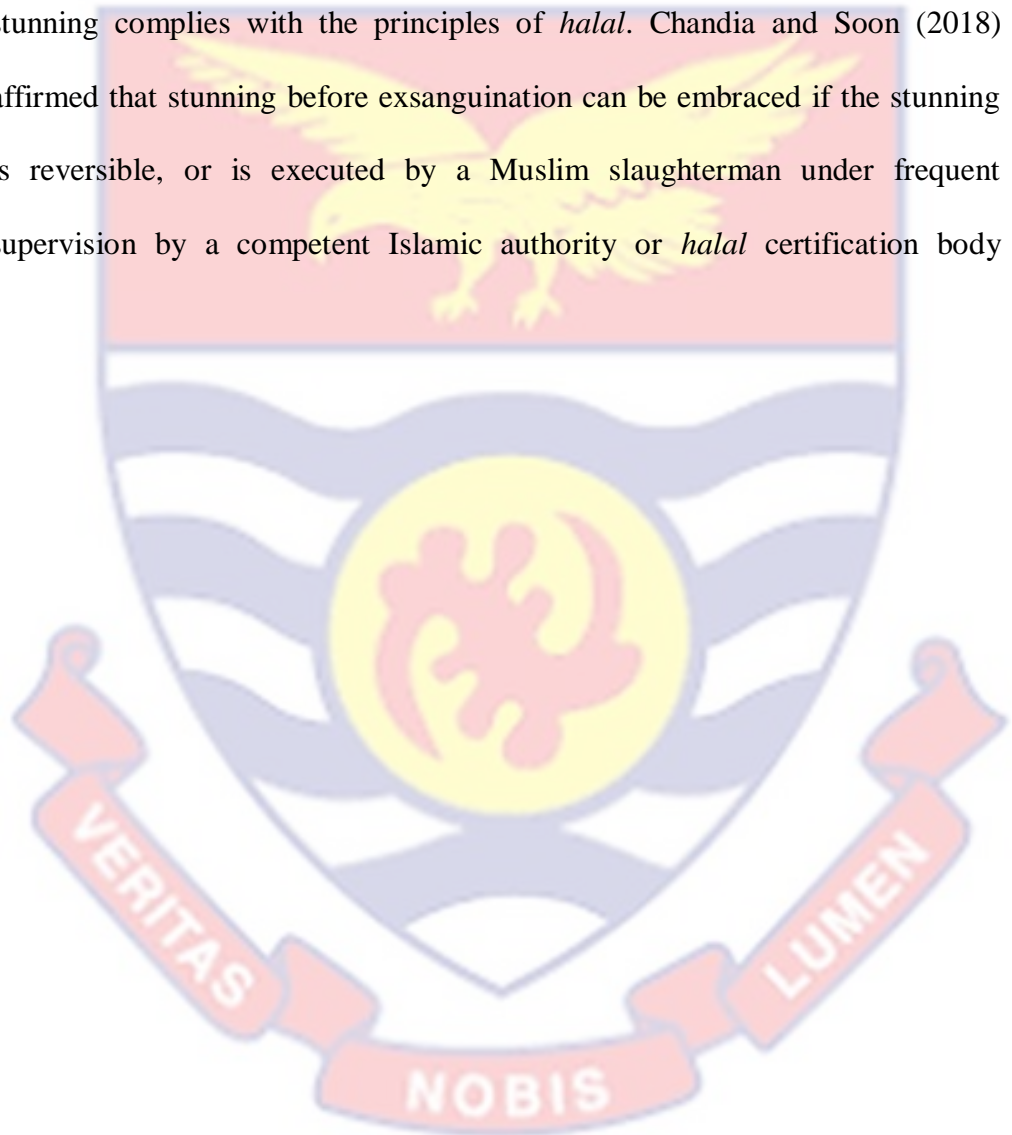 stunning complies with the principles of halal. Chandia and Soon (2018)
affirmed that stunning before exsanguination can be embraced if the stunning
is reversible, or is executed by a Muslim slaughterman under frequent
supervision by a competent Islamic authority or halal certification body
VERITAS
NOBIS
LUMEN